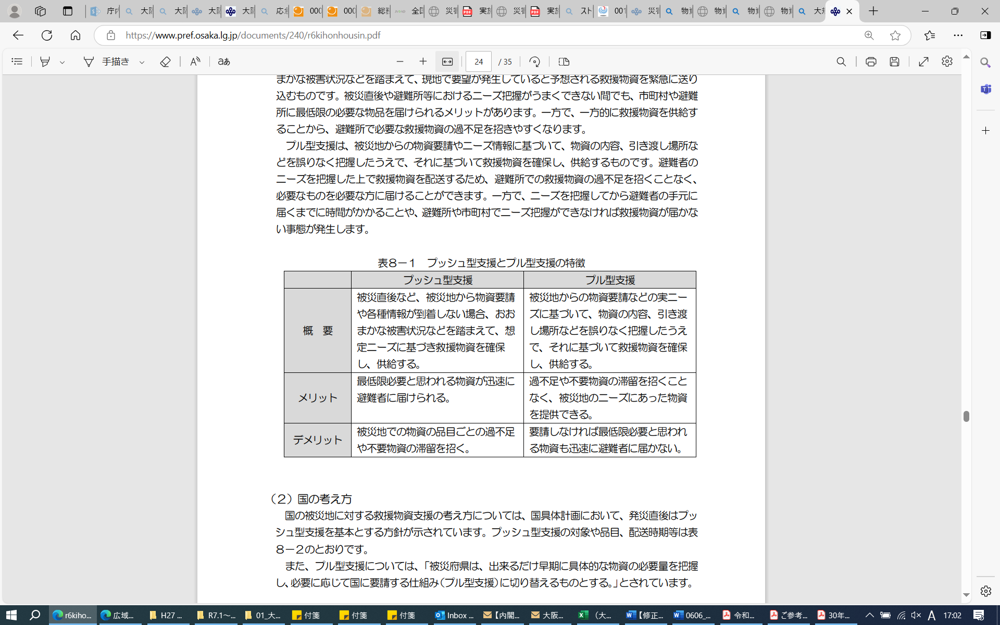 庁内
大阪
大阪
大阪
大阪
応急
000
000
総務
全国
災害
実施
災害
実施
スト
001
災害
物資
物資
物資
物資
大規
https://www.pref.osaka.lg.jp/documents/240/r6kihonhousin.pdf
手描き
aあ
24 / 35
まかな被害状況などを踏まえて、現地で要望が発生していると予想される救援物資を緊急に送り
込むものです。被災直後や避難所等におけるニーズ把握がうまくできない間でも、市町村や避難
所に最低限の必要な物品を届けられるメリットがあります。一方で、一方的に救援物資を供給す
ることから、避難所で必要な救援物資の過不足を招きやすくなります。
プル型支援は、被災地からの物資要請やニーズ情報に基づいて、物資の内容、引き渡し場所な
どを誤りなく把握したうえで、それに基づいて救援物資を確保し、供給するものです。避難者の
ニーズを把握した上で救援物資を配送するため、避難所での救援物資の過不足を招くことなく、
必要なものを必要な方に届けることができます。一方で、ニーズを把握してから避難者の手元に
届くまでに時間がかかることや、避難所や市町村でニーズ把握ができなければ救援物資が届かな
い事態が発生します。
表８－１　プッシュ型支援とプル型支援の特徴
プッシュ型支援
プル型支援
概　要
被災直後など、被災地から物資要請
や各種情報が到着しない場合、おお
まかな被害状況などを踏まえて、想
定ニーズに基づき救援物資を確保
し、供給する。
被災地からの物資要請などの実ニー
ズに基づいて、物資の内容、引き渡
し場所などを誤りなく把握したうえ
で、それに基づいて救援物資を確保
し、供給する。
メリット
最低限必要と思われる物資が迅速に
避難者に届けられる。
過不足や不要物資の滞留を招くこと
なく、被災地のニーズにあった物資
を提供できる。
デメリット
被災地での物資の品目ごとの過不足
や不要物資の滞留を招く。
要請しなければ最低限必要と思われ
る物資も迅速に避難者に届かない。
（２）国の考え方
国の被災地に対する救援物資支援の考え方については、国具体計画において、発災直後はプッ
シュ型支援を基本とする方針が示されています。プッシュ型支援の対象や品目、配送時期等は表
８－２のとおりです。
また、プル型支援については、「被災府県は、出来るだけ早期に具体的な物資の必要量を把握
し、必要に応じて国に要請する仕組み（プル型支援）に切り替えるものとする。」とされています。
r6kiho...
広域...
H27 ...
R7.1～...
01_大...
付箋
付箋
付箋
Inbox ...
【内閣...
大阪...
（大...
【修正...
0606_...
令和...
ご参考...
30年...
A
17:02